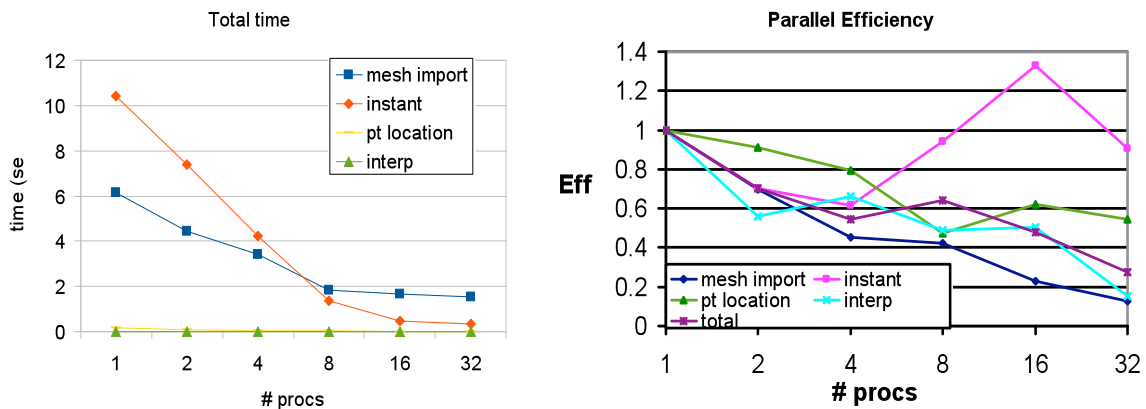 Total time
12
10
8
6
4
2
0
time (se
1 2 4 8 16 32
# procs
mesh import
instant
pt location
interp
Parallel Efficiency
1.4
1.2
1
0.8
0.6
0.4
0.2
0
Eff
mesh import instant
pt location interp
total
1 2 4 8 16 32
# procs